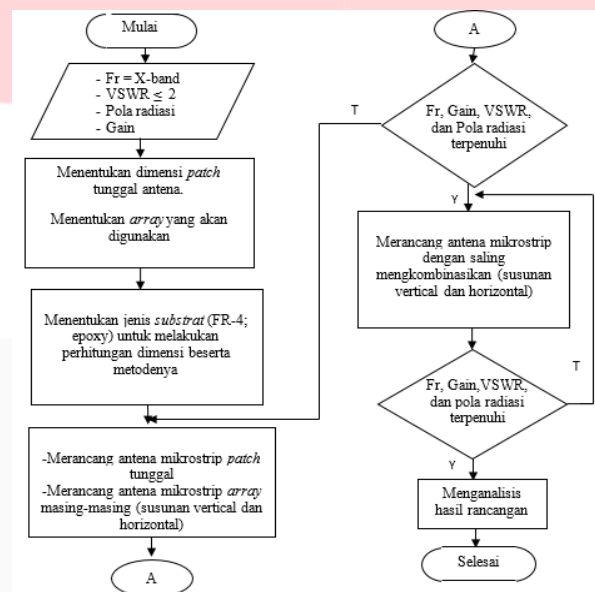 Mulai
- Fr = X-band
- VSWR ≤ 2
- Pola radiasi
- Gain
Menentukan dimensi patch
tunggal antena.
Menentukan array yang akan
digunakan
Menentukan jenis substrat (FR-4;
epoxy) untuk melakukan
perhitungan dimensi beserta
metodenya
-Merancang antena mikrostrip patch
tunggal
-Merancang antena mikrostrip array
masing-masing (susunan vertical dan
horizontal)
A
A
Fr, Gain, VSWR,
dan Pola radiasi
terpenuhi
T
Y
Merancang antena mikrostrip
dengan saling
mengkombinasikan (susunan
vertical dan horizontal)
Fr, Gain,VSWR,
dan pola radiasi
terpenuhi
T
Y
Menganalisis
hasil rancangan
Selesai